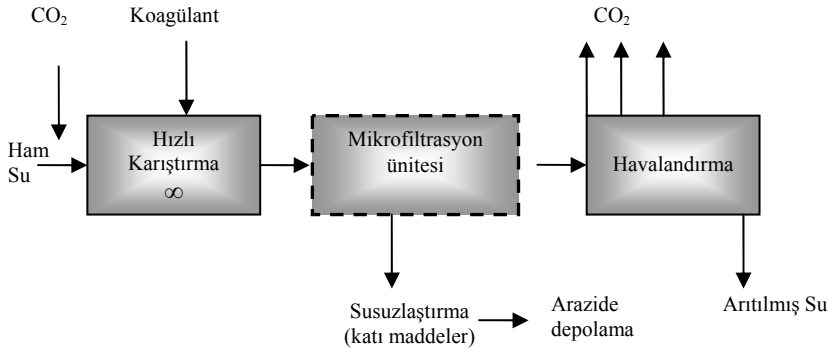 CO₂
Koagülant
CO₂
Ham
Su
Hızlı
Karıştırma
∞
Mikrofiltrasyon
ünitesi
Havalandırma
Susuzlaştırma
(katı maddeler)
Arazide
depolama
Arıtılmış Su